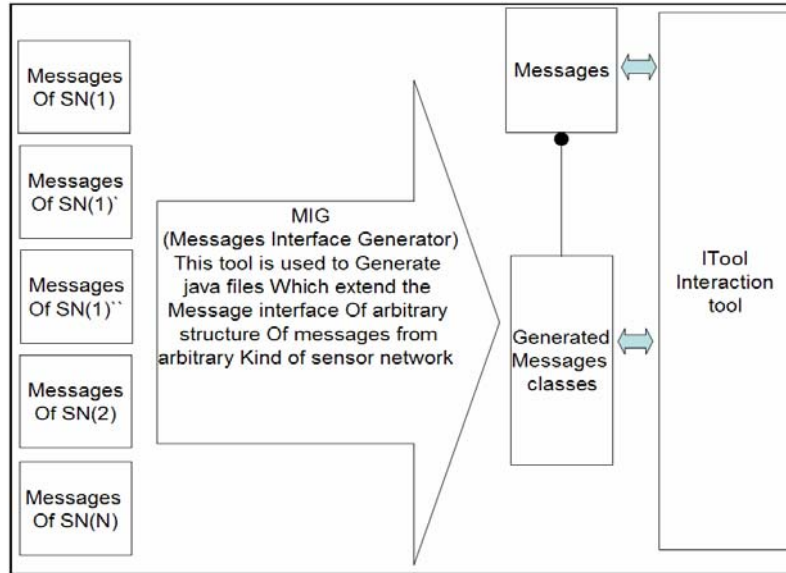 Messages
Of SN(1)
Messages
Of SN(1)`
Messages
Of SN(1)``
Messages
Of SN(2)
Messages
Of SN(N)
MIG
(Messages Interface Generator)
This tool is used to Generate
java files Which extend the
Message interface Of arbitrary
structure Of messages from
arbitrary Kind of sensor network
Messages
Generated
Messages
classes
ITool
Interaction
tool